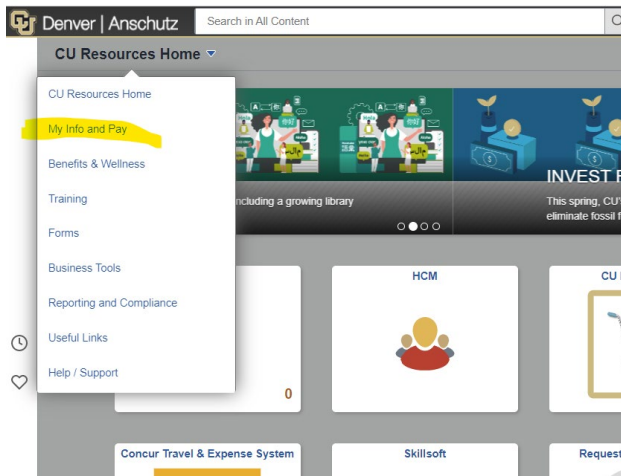 Denver | Anschutz
Search in All Content
CU Resources Home
CU Resources Home
My Info and Pay
Benefits & Wellness
Training
Forms
Business Tools
Reporting and Compliance
Useful Links
Help / Support
ncluding a growing library
INVEST F
This spring, CU'
eliminate fossil f
0
HCM
CU
Concur Travel & Expense System
Skillsoft
Request